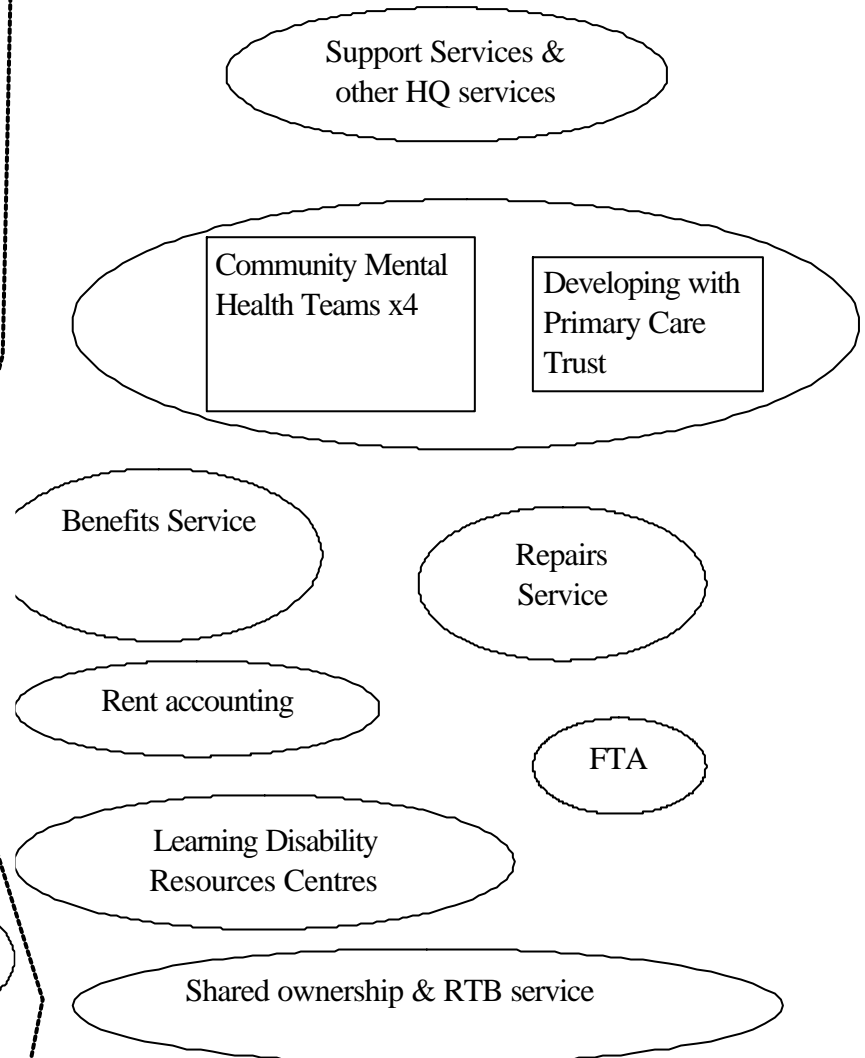 Support Services &
other HQ services
Community Mental
Health Teams x4
Developing with
Primary Care
Trust
Benefits Service
Repairs
Service
Rent accounting
FTA
Learning Disability
Resources Centres
Shared ownership & RTB service